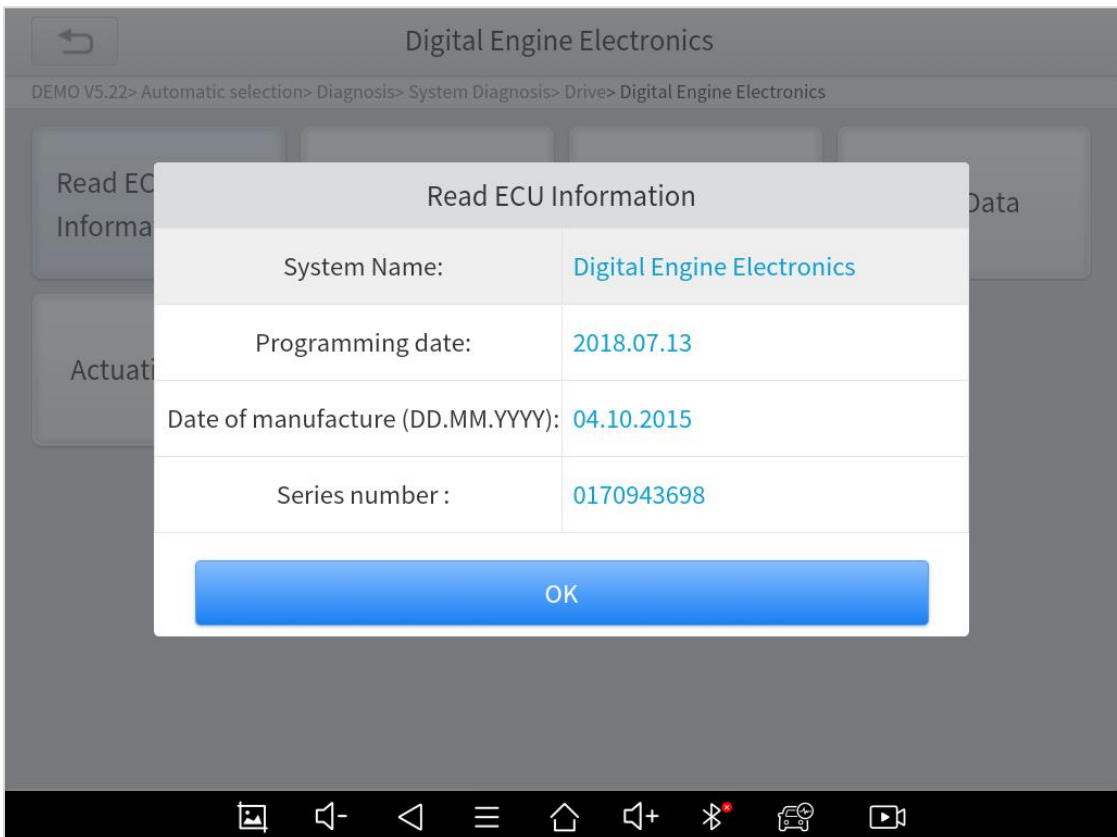 Digital Engine Electronics
DEMO V5.22> Automatic selection> Diagnosis> System Diagnosis> Drive> Digital Engine Electronics
Read EC
Informa
Data
Actuati
Read ECU Information
System Name: Digital Engine Electronics
Programming date: 2018.07.13
Date of manufacture (DD.MM.YYYY): 04.10.2015
Series number : 0170943698
OK